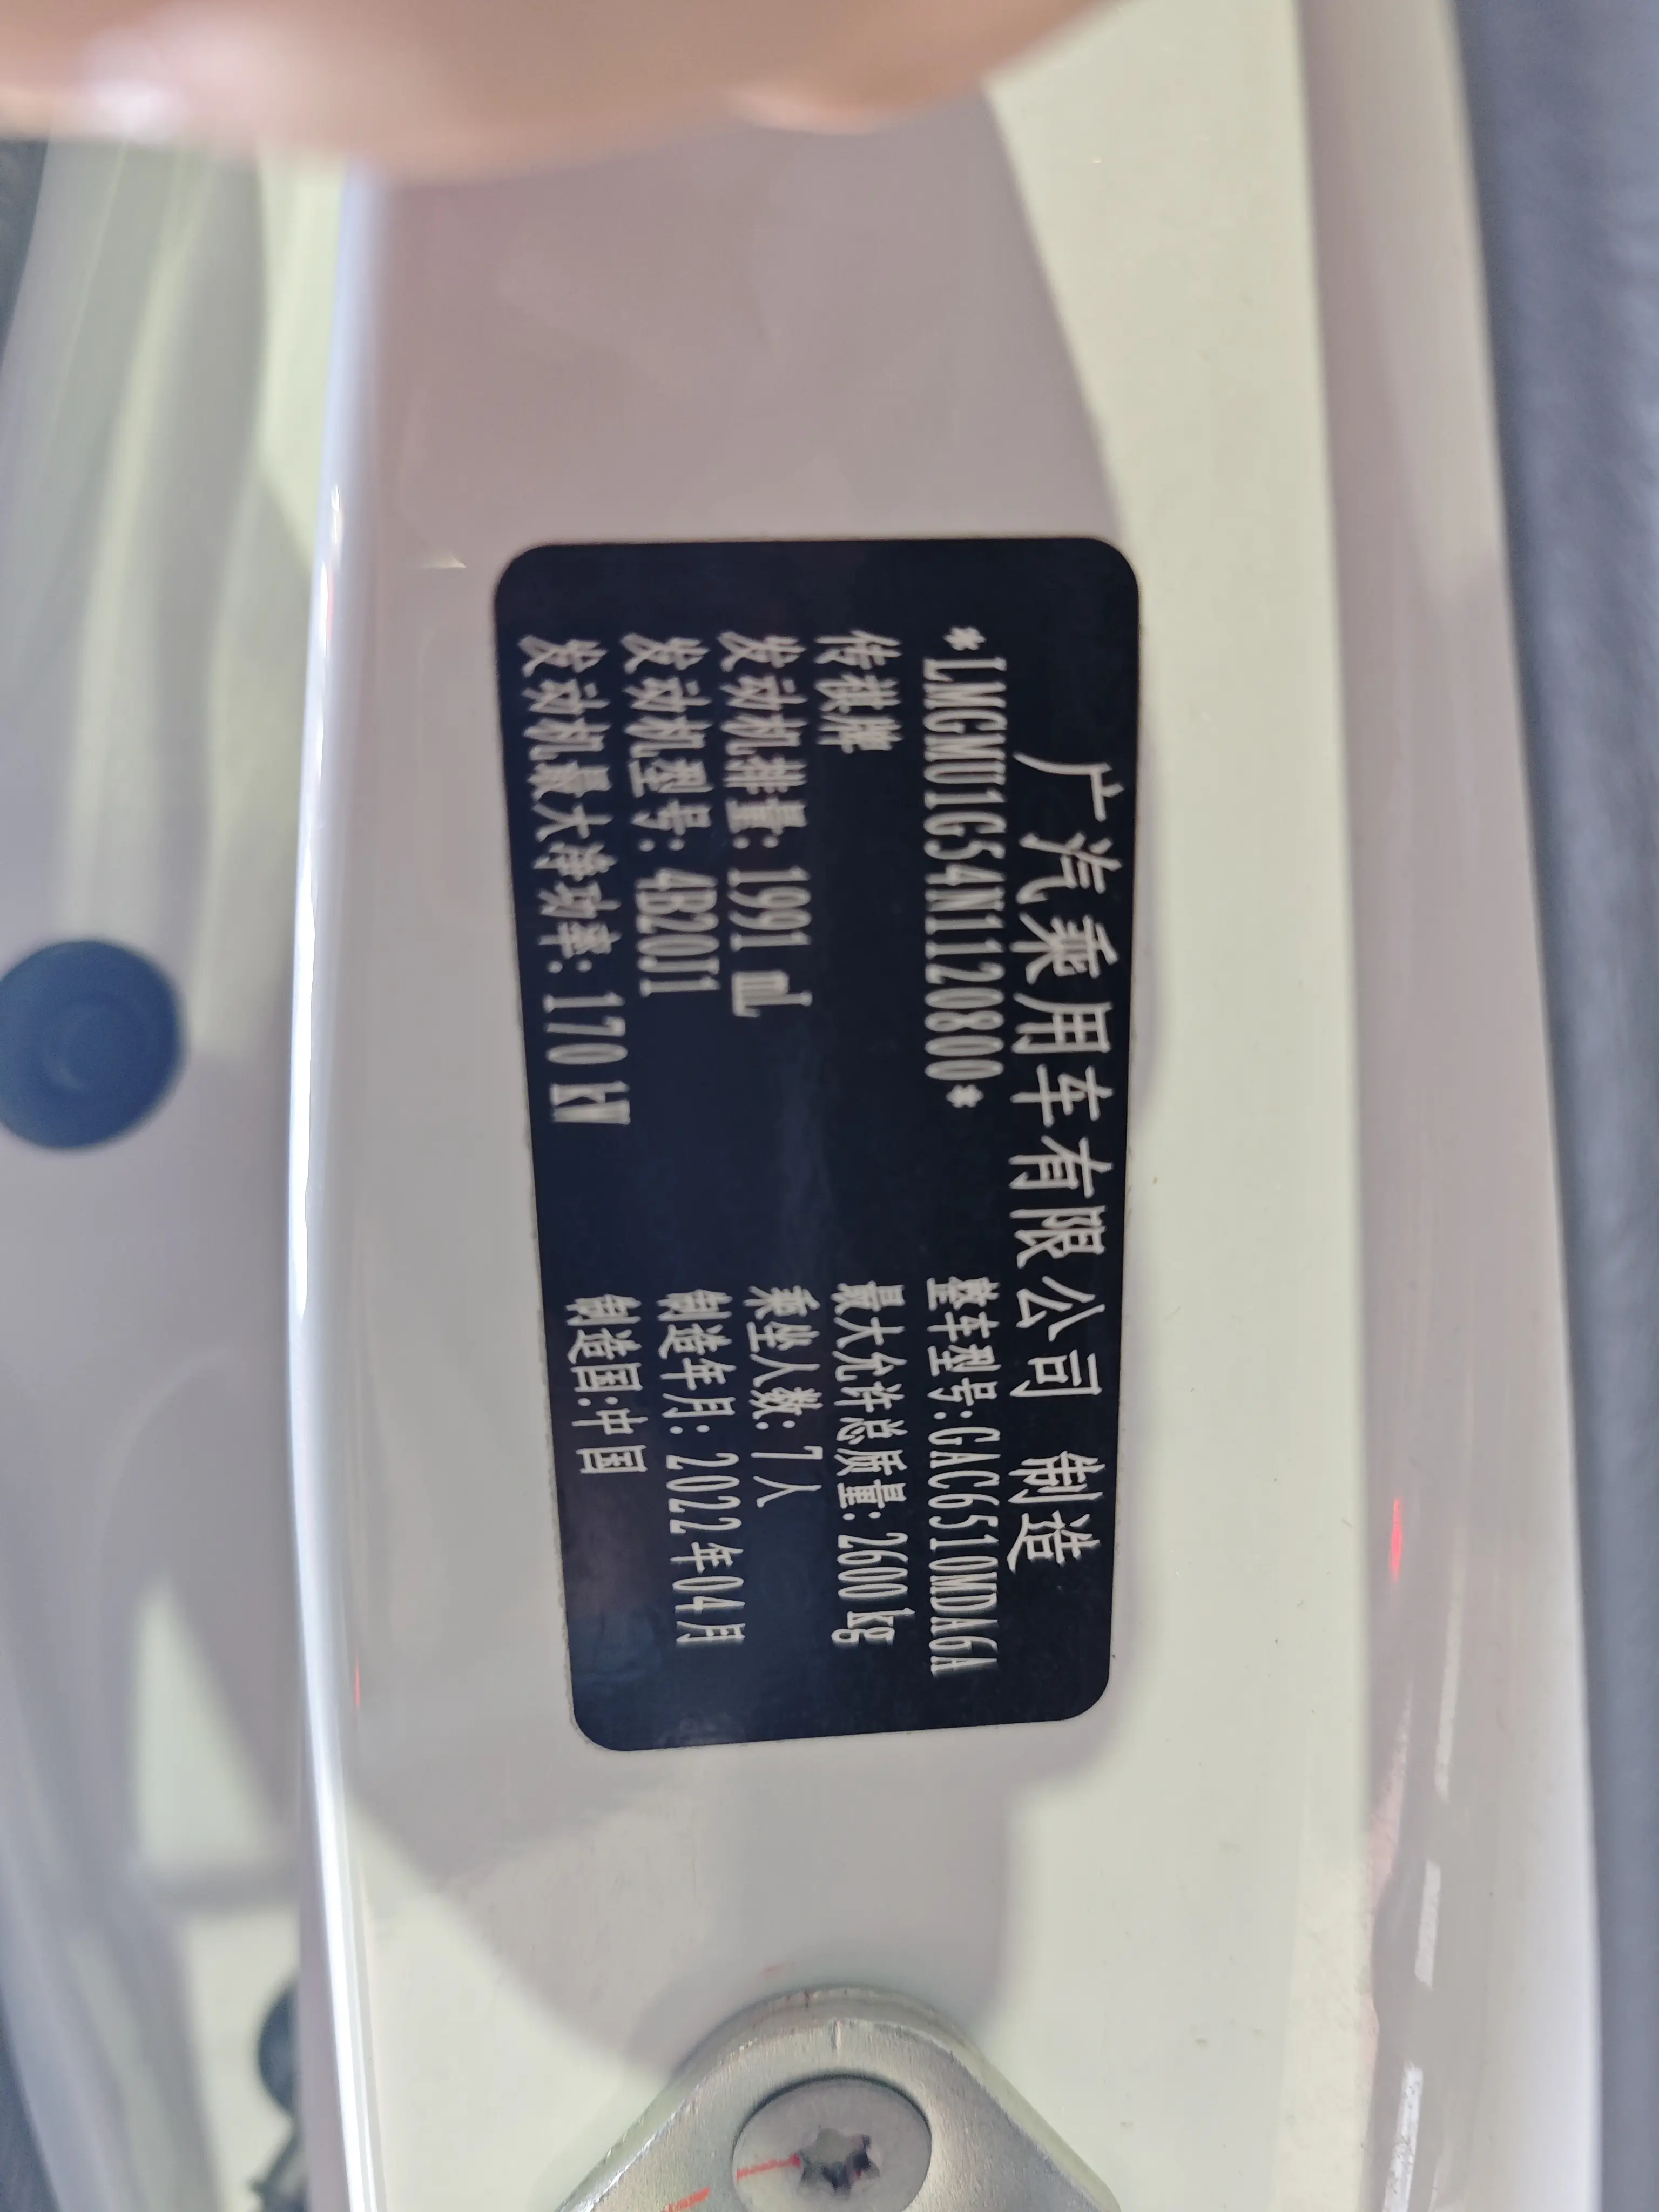 广汽乘用车有限公司 制造
*LMGMU1G54N1120800*
传祺牌
发动机排量: 1991 mL
发动机型号: 4B20J1
发动机最大净功率: 170 kW
整车型号:GAC6510MDA6A
最大允许总质量: 2600 kg
乘坐人数: 7人
制造年月: 2022年04月
制造国:中国